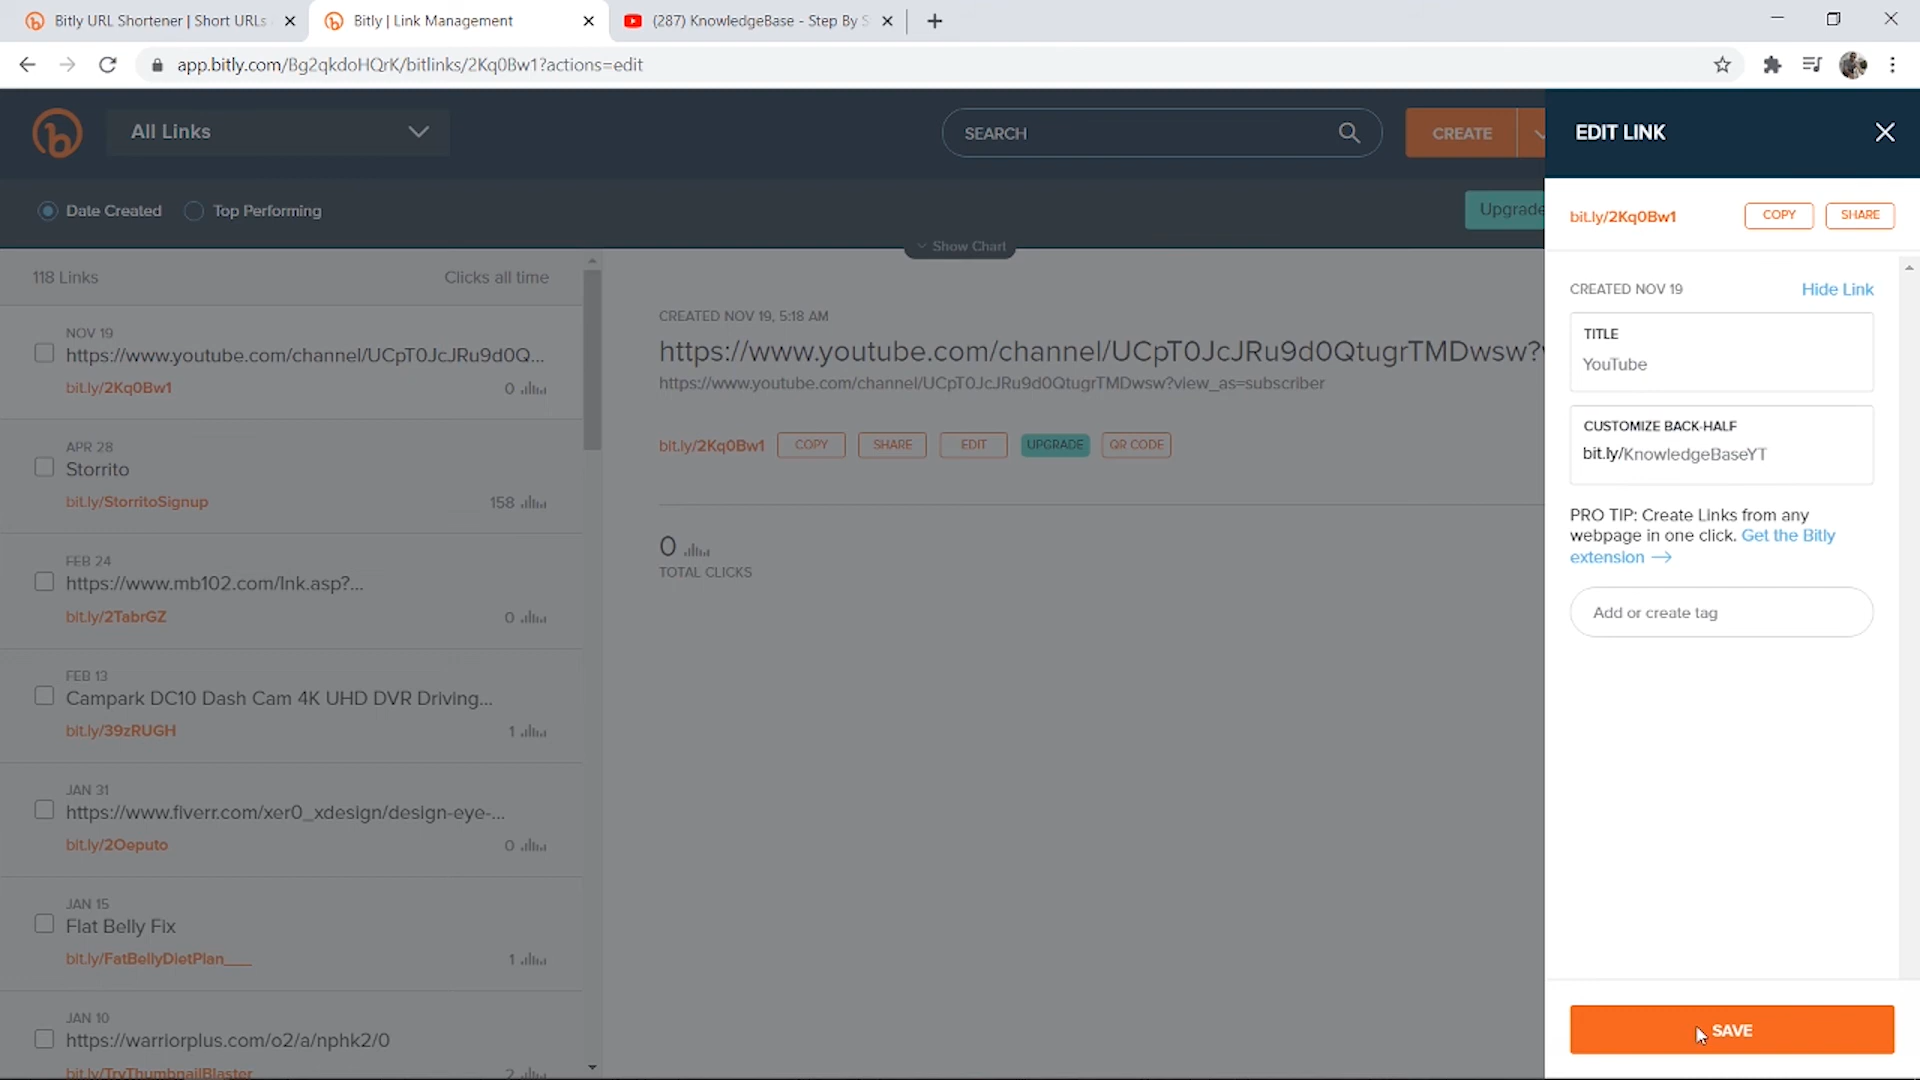 Bitly URL Shortener | Short URLs
Bitly | Link Management
(287) KnowledgeBase - Step By S
app.bitly.com/Bg2qkdoHQrK/bitlinks/2Kq0Bw1?actions=edit
All Links
SEARCH
CREATE
Date Created
Top Performing
Upgrade
Show Chart
118 Links
Clicks all time
NOV 19
https://www.youtube.com/channel/UCpT0JcJRu9d0Q...
bit.ly/2Kq0Bw1
0
APR 28
Storrito
bit.ly/StorritoSignup
158
FEB 24
https://www.mb102.com/lnk.asp?...
bit.ly/2TabrGZ
0
FEB 13
Campark DC10 Dash Cam 4K UHD DVR Driving...
bit.ly/39zRUGH
1
JAN 31
https://www.fiverr.com/xer0_xdesign/design-eye-...
bit.ly/2Oeputo
0
JAN 15
Flat Belly Fix
bit.ly/FatBellyDietPlan___
1
JAN 10
https://warriorplus.com/o2/a/nphk2/0
bit.ly/TryThumbnailBlaster
2
CREATED NOV 19, 5:18 AM
https://www.youtube.com/channel/UCpT0JcJRu9d0QtugrTMDwsw?
https://www.youtube.com/channel/UCpT0JcJRu9d0QtugrTMDwsw?view_as=subscriber
bit.ly/2Kq0Bw1
COPY
SHARE
EDIT
UPGRADE
QR CODE
0
TOTAL CLICKS
EDIT LINK
bit.ly/2Kq0Bw1
COPY
SHARE
CREATED NOV 19
Hide Link
TITLE
YouTube
CUSTOMIZE BACK-HALF
bit.ly/KnowledgeBaseYT
PRO TIP: Create Links from any
webpage in one click. Get the Bitly
extension →
Add or create tag
SAVE